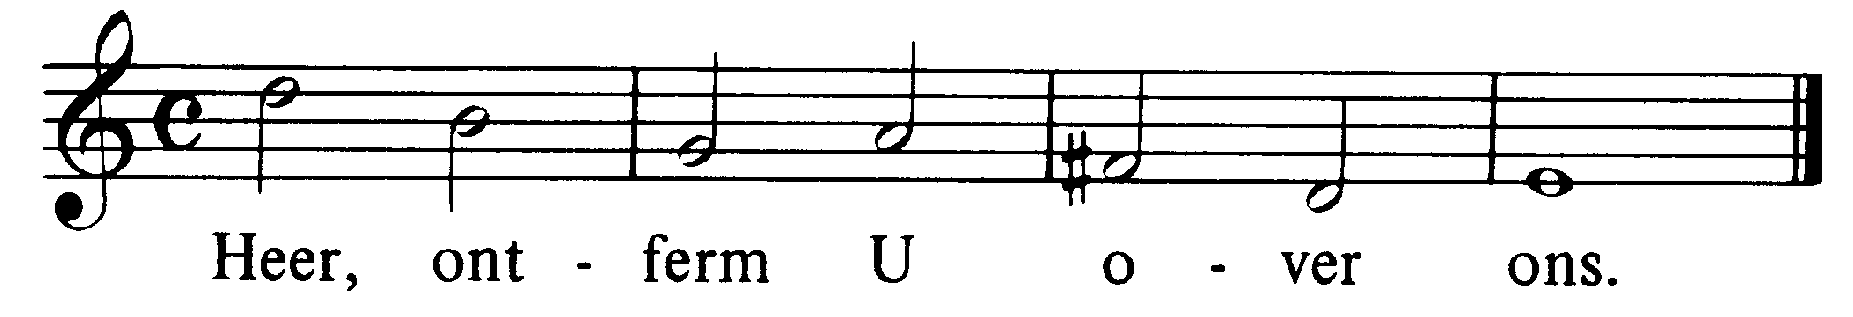 Heer, ont - ferm U o - ver ons.